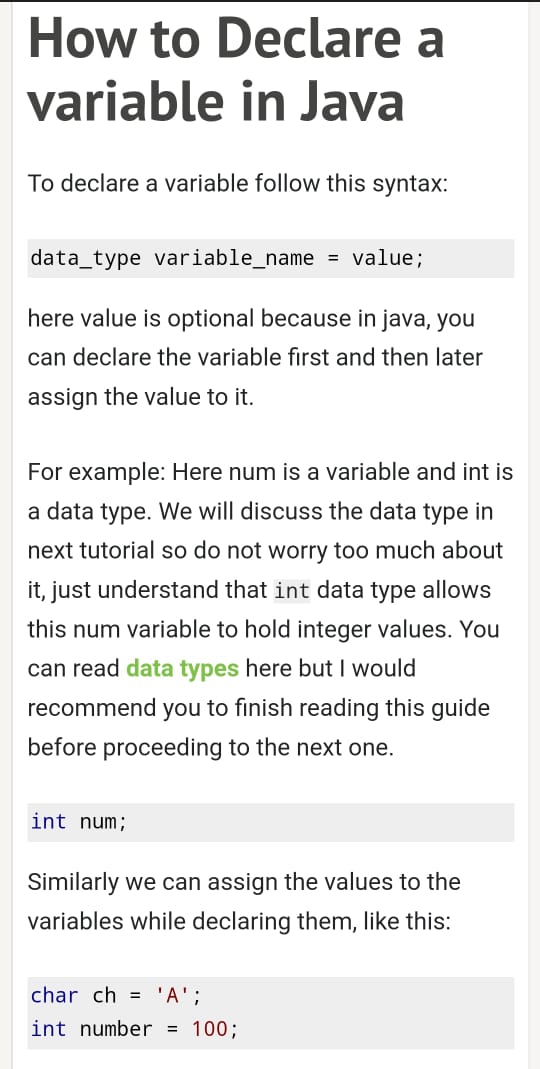 How to Declare a
variable in Java
To declare a variable follow this syntax:
data_type variable_name = value;
here value is optional because in java, you
can declare the variable first and then later
assign the value to it.
For example: Here num is a variable and int is
a data type. We will discuss the data type in
next tutorial so do not worry too much about
it, just understand that int data type allows
this num variable to hold integer values. You
can read data types here but I would
recommend you to finish reading this guide
before proceeding to the next one.
int num;
Similarly we can assign the values to the
variables while declaring them, like this:
char ch = 'A';
int number = 100;